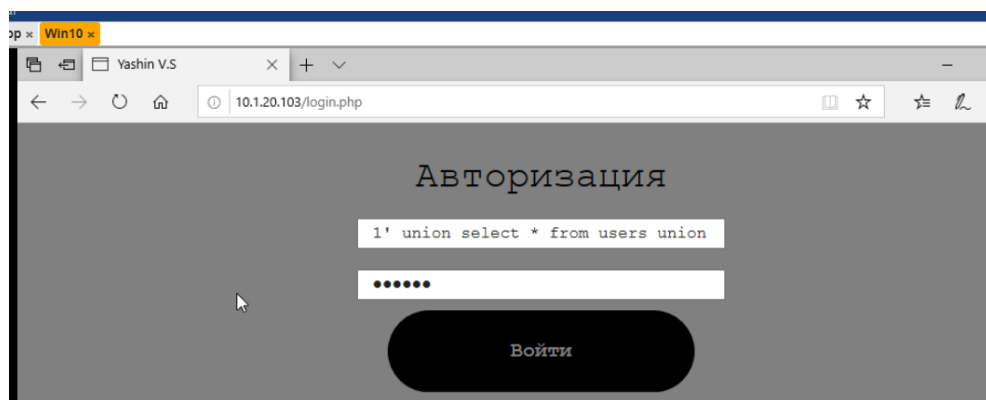 op × Win10 ×
Yashin V.S
10.1.20.103/login.php
Авторизация
1' union select * from users union
••••••
Войти